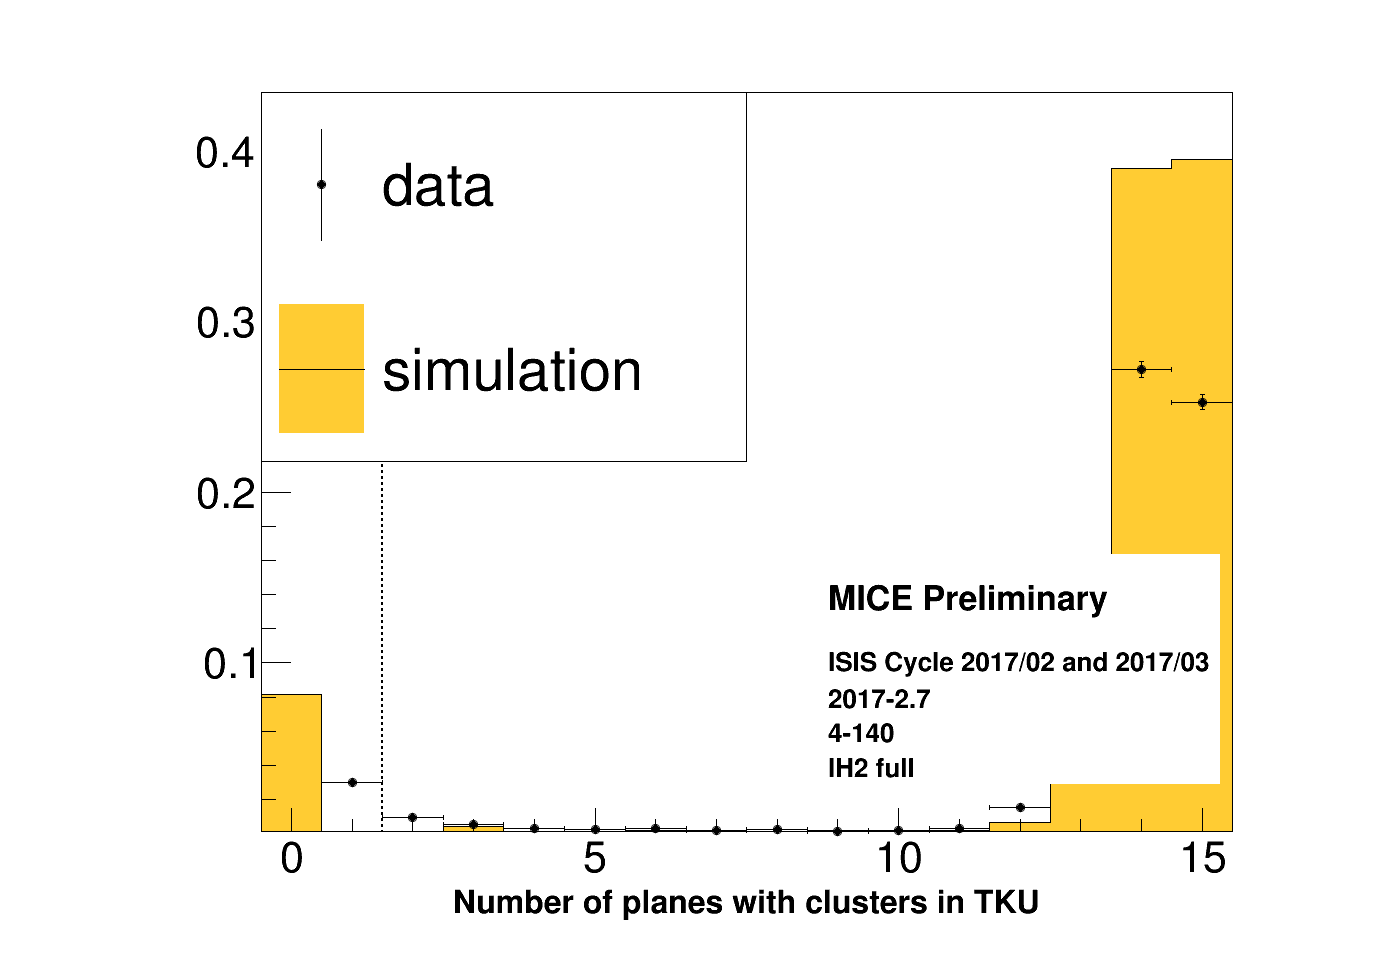 0.4
data
0.3
simulation
0.2
MICE Preliminary
0.1
ISIS Cycle 2017/02 and 2017/03
2017-2.7
4-140
IH2 full
0 5 10 15
Number of planes with clusters in TKU